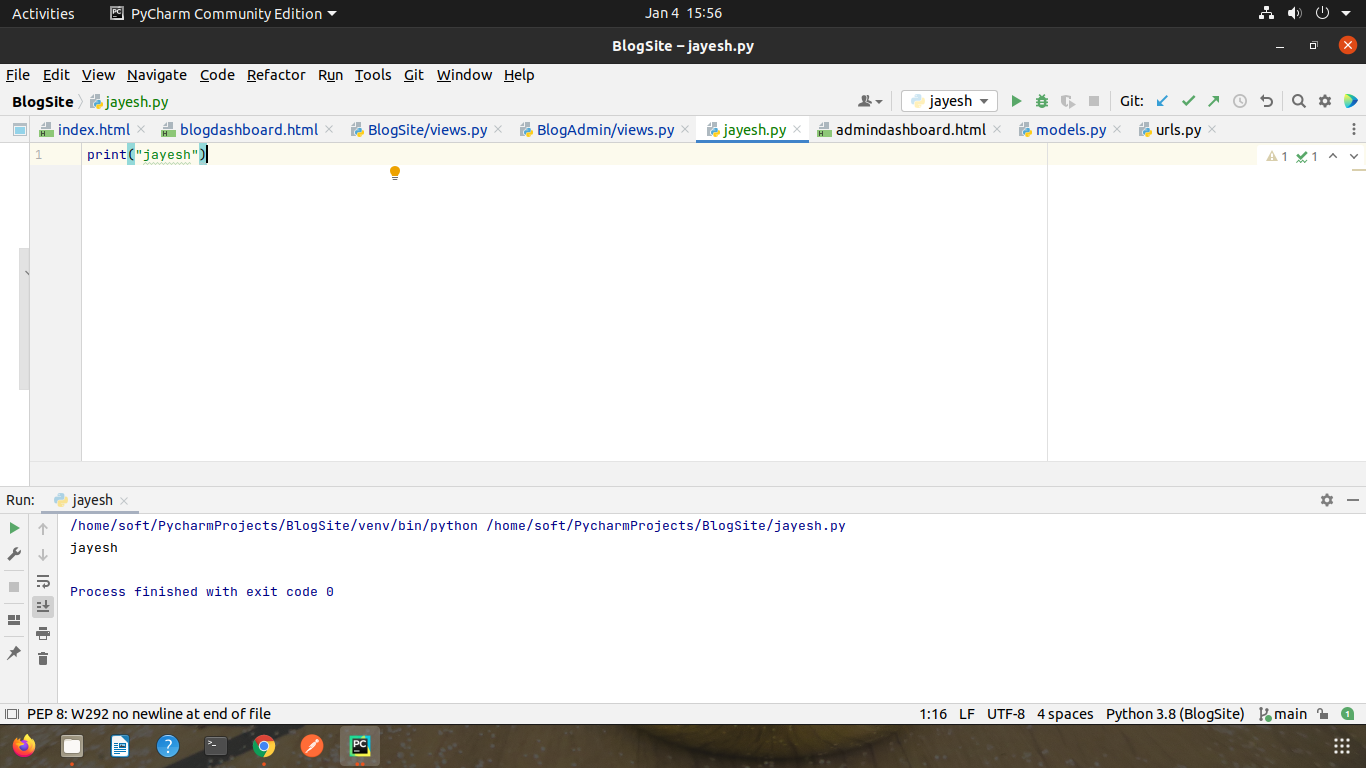 Activities PyCharm Community Edition Jan 4 15:56
BlogSite – jayesh.py
File Edit View Navigate Code Refactor Run Tools Git Window Help
BlogSite jayesh.py jayesh Git:
index.html blogdashboard.html BlogSite/views.py BlogAdmin/views.py jayesh.py admindashboard.html models.py urls.py
1 print("jayesh") 1 1
Run: jayesh
/home/soft/PycharmProjects/BlogSite/venv/bin/python /home/soft/PycharmProjects/BlogSite/jayesh.py
jayesh
Process finished with exit code 0
PEP 8: W292 no newline at end of file 1:16 LF UTF-8 4 spaces Python 3.8 (BlogSite) main 1
PC